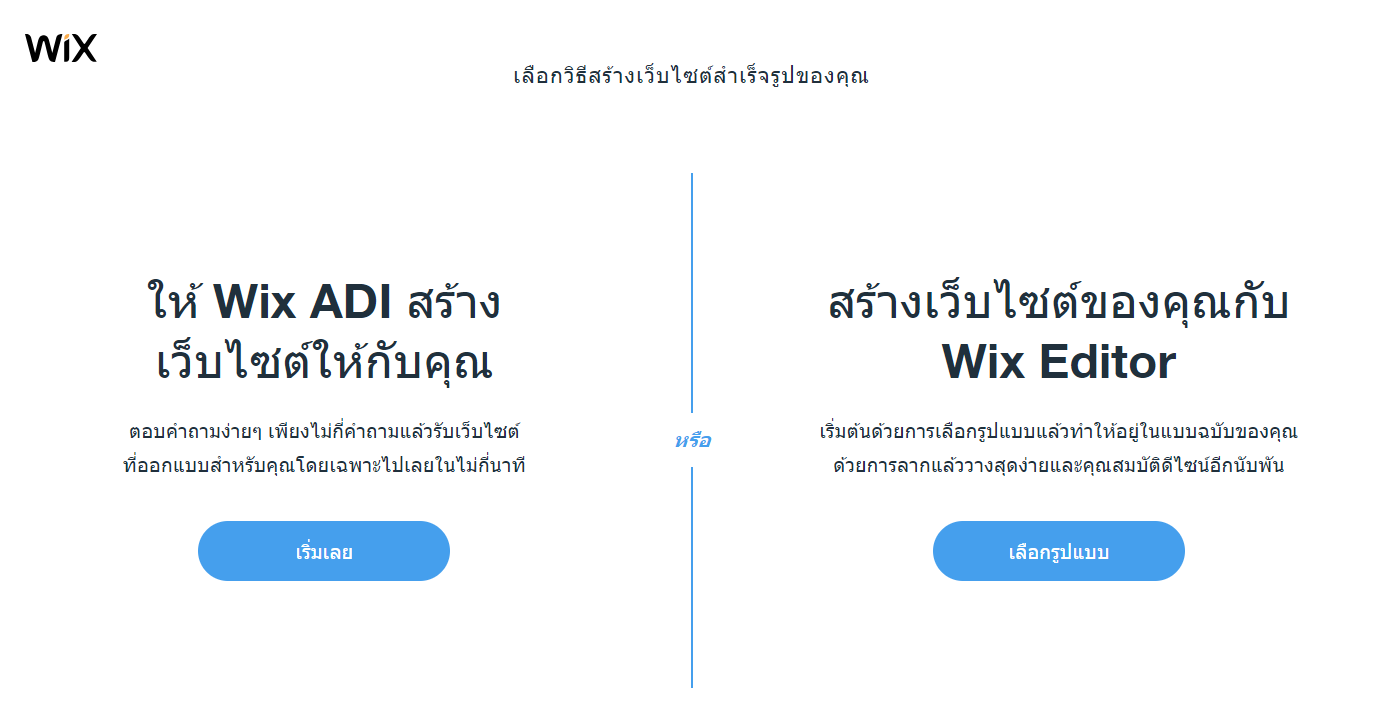 WiX
เลือกวิธีสร้างเว็บไซต์สำเร็จรูปของคุณ
ให้ Wix ADI สร้าง
เว็บไซต์ให้กับคุณ
ตอบคำถามง่ายๆ เพียงไม่กี่คำถามแล้วรับเว็บไซต์
ที่ออกแบบสำหรับคุณโดยเฉพาะไปเลยในไม่กี่นาที
เริ่มเลย
หรือ
สร้างเว็บไซต์ของคุณกับ
Wix Editor
เริ่มต้นด้วยการเลือกรูปแบบแล้วทำให้อยู่ในแบบฉบับของคุณ
ด้วยการลากแล้ววางสุดง่ายและคุณสมบัติดีไซน์อีกนับพัน
เลือกรูปแบบ